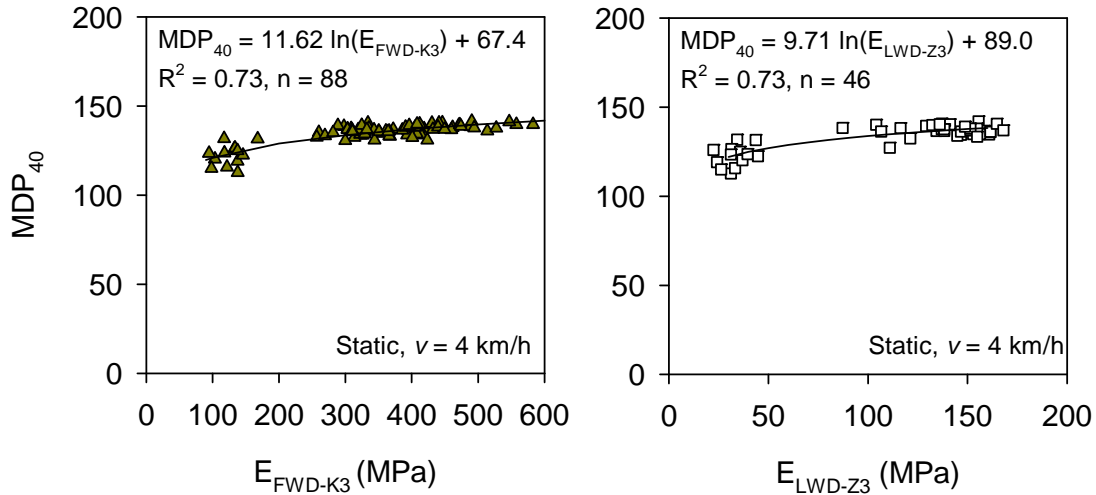 MDP40 = 11.62 ln(EFWD-K3) + 67.4
R2 = 0.73, n = 88
Static, v = 4 km/h
MDP40
200
150
100
50
0
0 100 200 300 400 500 600
EFWD-K3 (MPa)
MDP40 = 9.71 ln(ELWD-Z3) + 89.0
R2 = 0.73, n = 46
Static, v = 4 km/h
200
150
100
50
0
0 50 100 150 200
ELWD-Z3 (MPa)